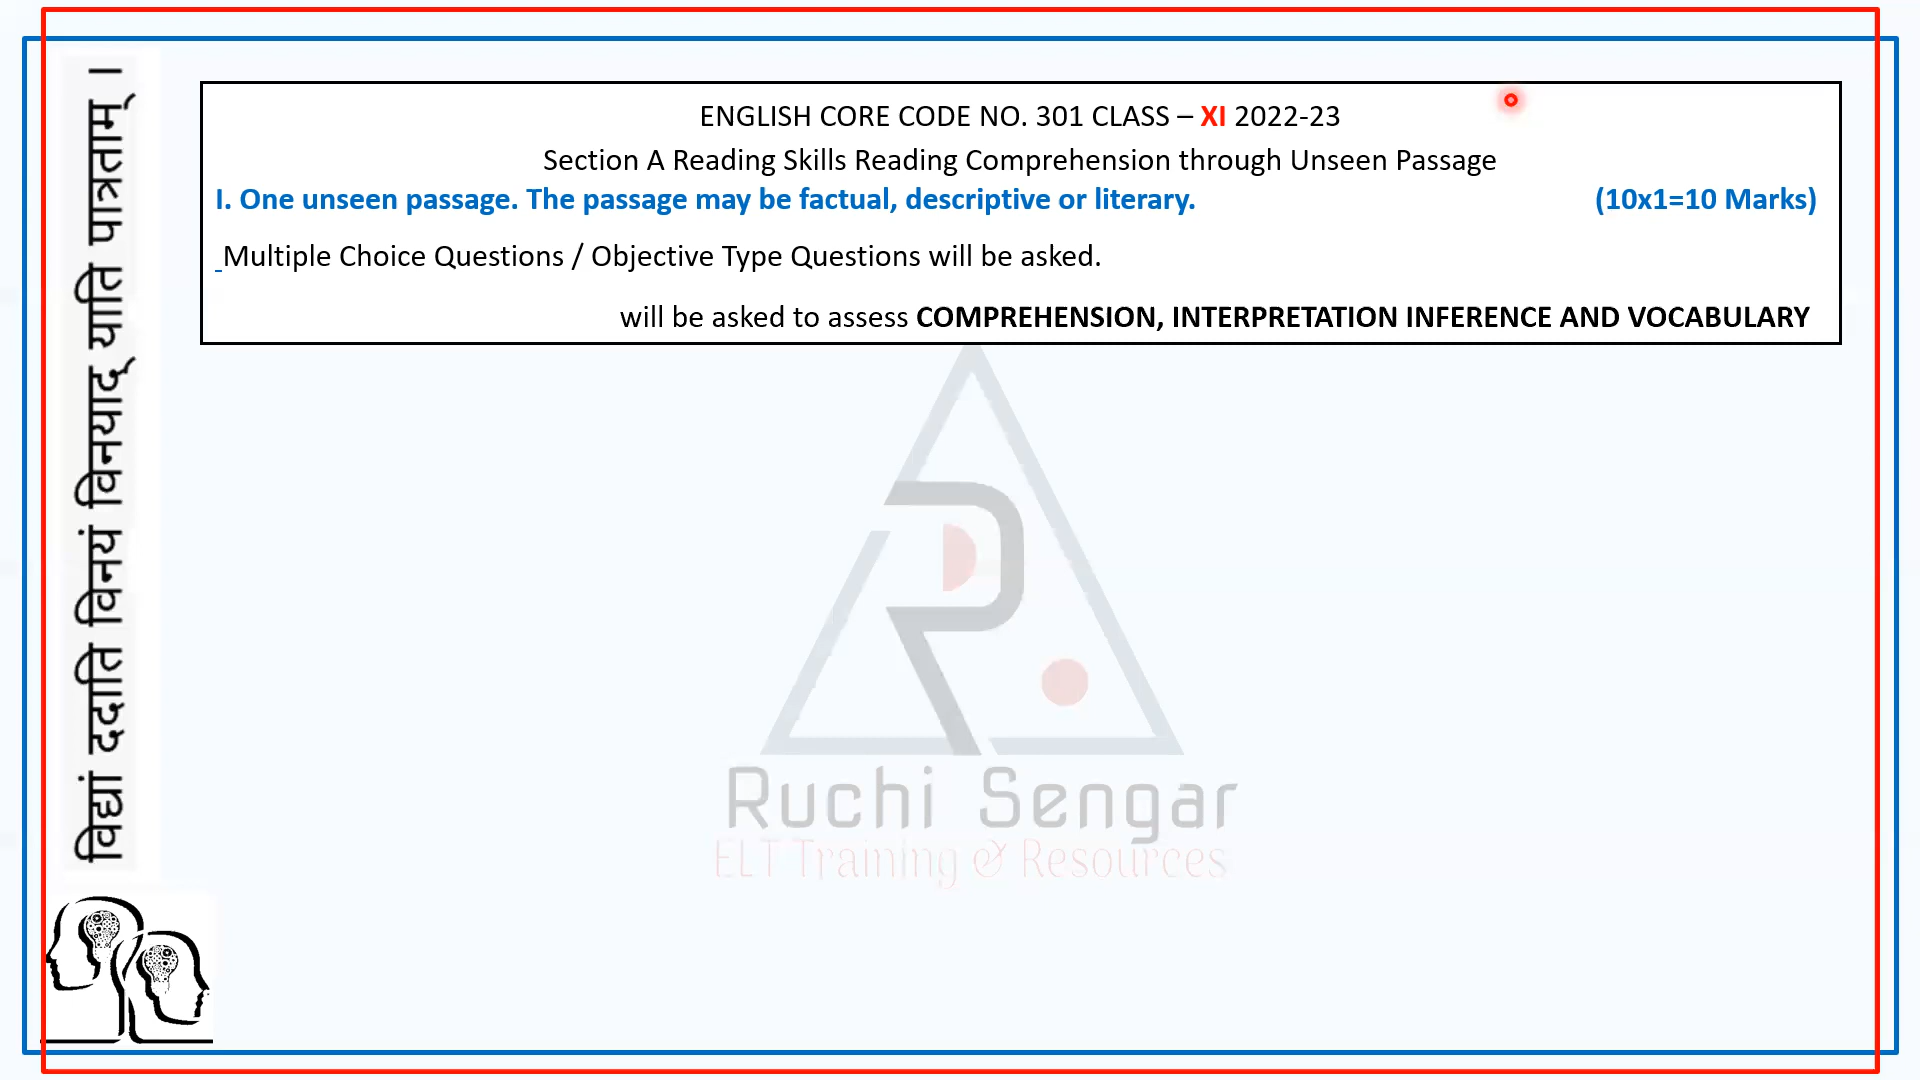 ENGLISH CORE CODE NO. 301 CLASS – XI 2022-23
Section A Reading Skills Reading Comprehension through Unseen Passage
I. One unseen passage. The passage may be factual, descriptive or literary. (10x1=10 Marks)
Multiple Choice Questions / Objective Type Questions will be asked.
will be asked to assess COMPREHENSION, INTERPRETATION INFERENCE AND VOCABULARY
विद्यां ददाति विनयं विनयाद् याति पात्रताम् ।
Ruchi Sengar
ELT Training & Resources